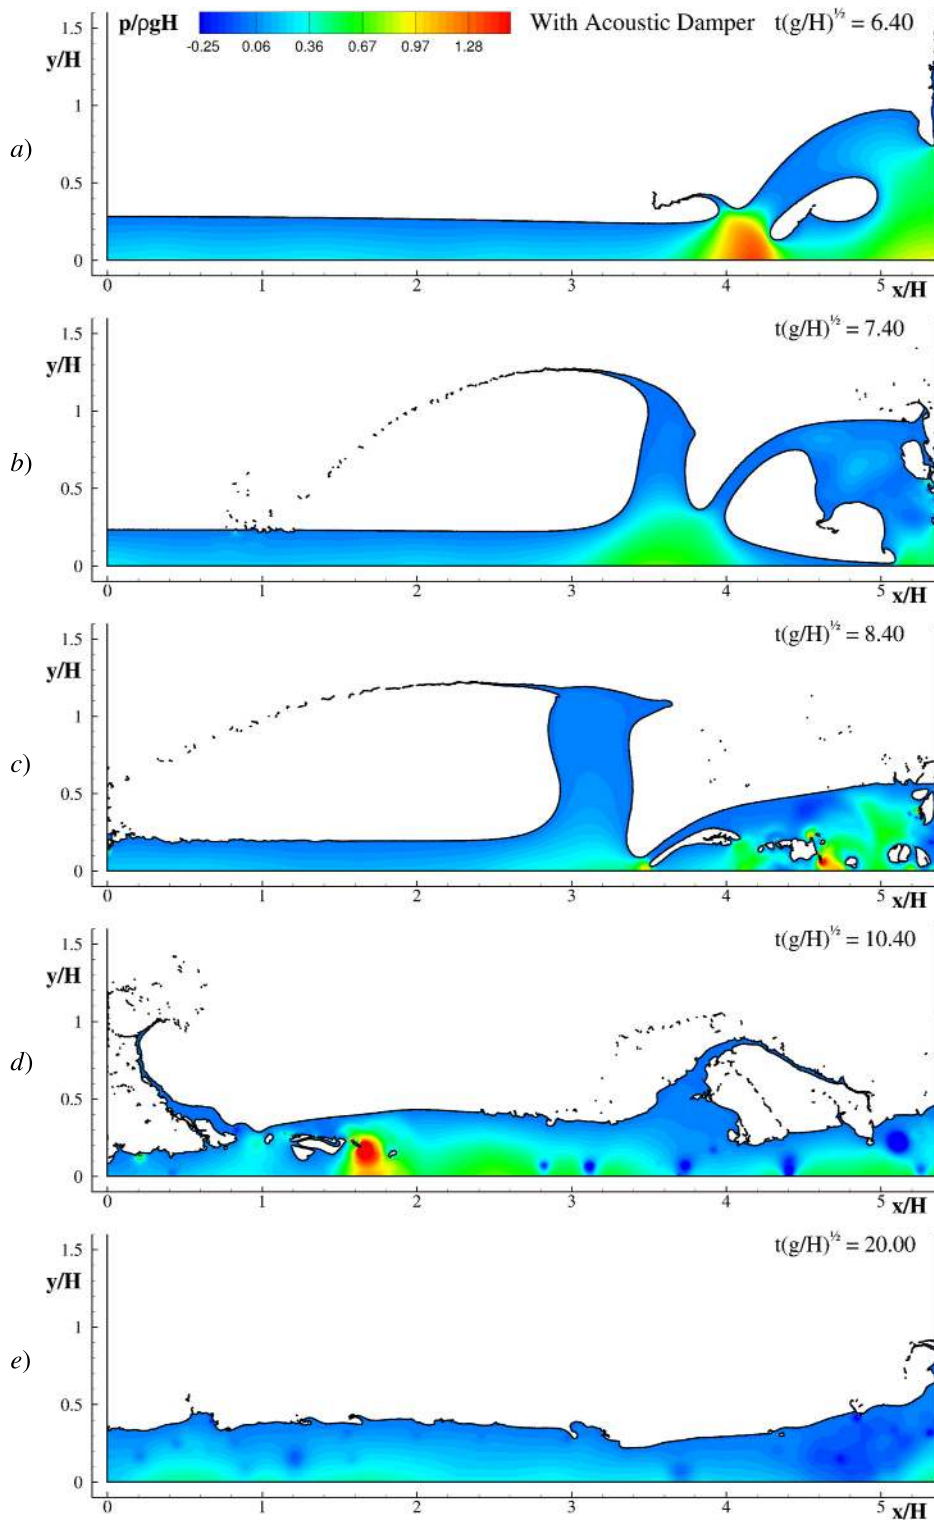 p/ρgH
-0.25 0.06 0.36 0.67 0.97 1.28
With Acoustic Damper t(g/H)^½ = 6.40
a)
y/H
1.5
1
0.5
0
0 1 2 3 4 5
x/H
t(g/H)^½ = 7.40
b)
y/H
1.5
1
0.5
0
0 1 2 3 4 5
x/H
t(g/H)^½ = 8.40
c)
y/H
1.5
1
0.5
0
0 1 2 3 4 5
x/H
t(g/H)^½ = 10.40
d)
y/H
1.5
1
0.5
0
0 1 2 3 4 5
x/H
t(g/H)^½ = 20.00
e)
y/H
1.5
1
0.5
0
0 1 2 3 4 5
x/H